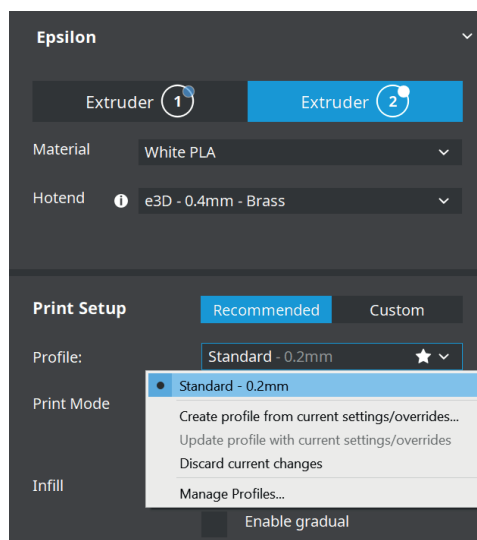 Epsilon
Extruder 1 Extruder 2
Material White PLA
Hotend i e3D - 0.4mm - Brass
Print Setup Recommended Custom
Profile: Standard - 0.2mm
Standard - 0.2mm
Print Mode
Create profile from current settings/overrides...
Update profile with current settings/overrides
Discard current changes
Infill
Manage Profiles...
Enable gradual